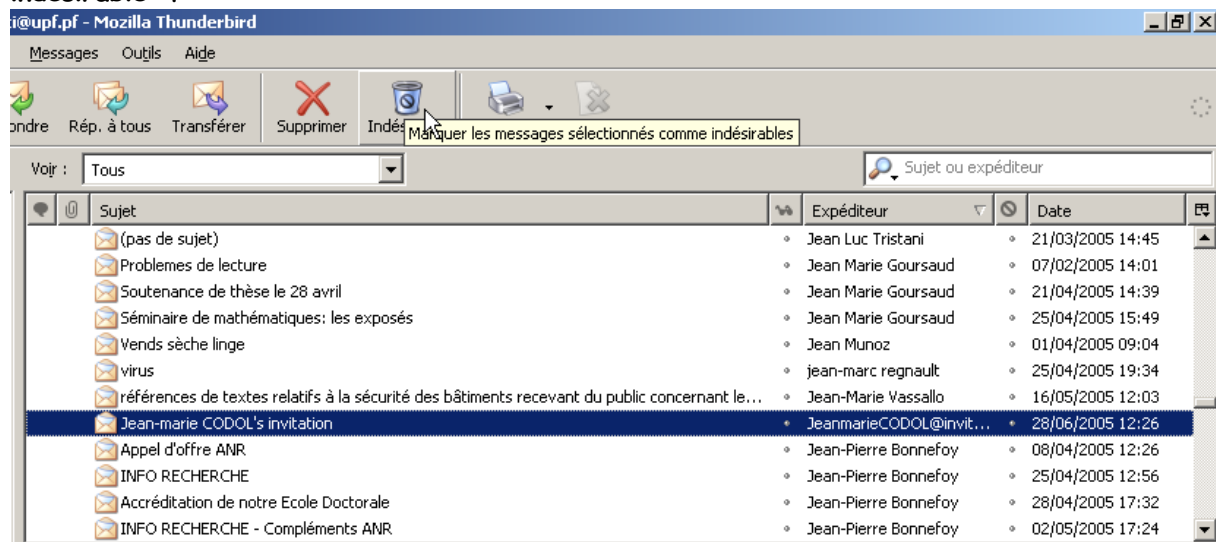 i@upf.pf - Mozilla Thunderbird
Messages Outils Aide
ondre Rép. à tous Transférer Supprimer Indés
Marquer les messages sélectionnés comme indésirables
Voir : Tous Sujet ou expéditeur
Sujet Expéditeur Date
(pas de sujet) Jean Luc Tristani 21/03/2005 14:45
Problemes de lecture Jean Marie Goursaud 07/02/2005 14:01
Soutenance de thèse le 28 avril Jean Marie Goursaud 21/04/2005 14:39
Séminaire de mathématiques: les exposés Jean Marie Goursaud 25/04/2005 15:49
Vends sèche linge Jean Munoz 01/04/2005 09:04
virus jean-marc regnault 25/04/2005 19:34
références de textes relatifs à la sécurité des bâtiments recevant du public concernant le... Jean-Marie Vassallo 16/05/2005 12:03
Jean-marie CODOL's invitation JeanmarieCODOL@invit... 28/06/2005 12:26
Appel d'offre ANR Jean-Pierre Bonnefoy 08/04/2005 12:26
INFO RECHERCHE Jean-Pierre Bonnefoy 25/04/2005 12:56
Accréditation de notre Ecole Doctorale Jean-Pierre Bonnefoy 28/04/2005 17:32
INFO RECHERCHE - Compléments ANR Jean-Pierre Bonnefoy 02/05/2005 17:24